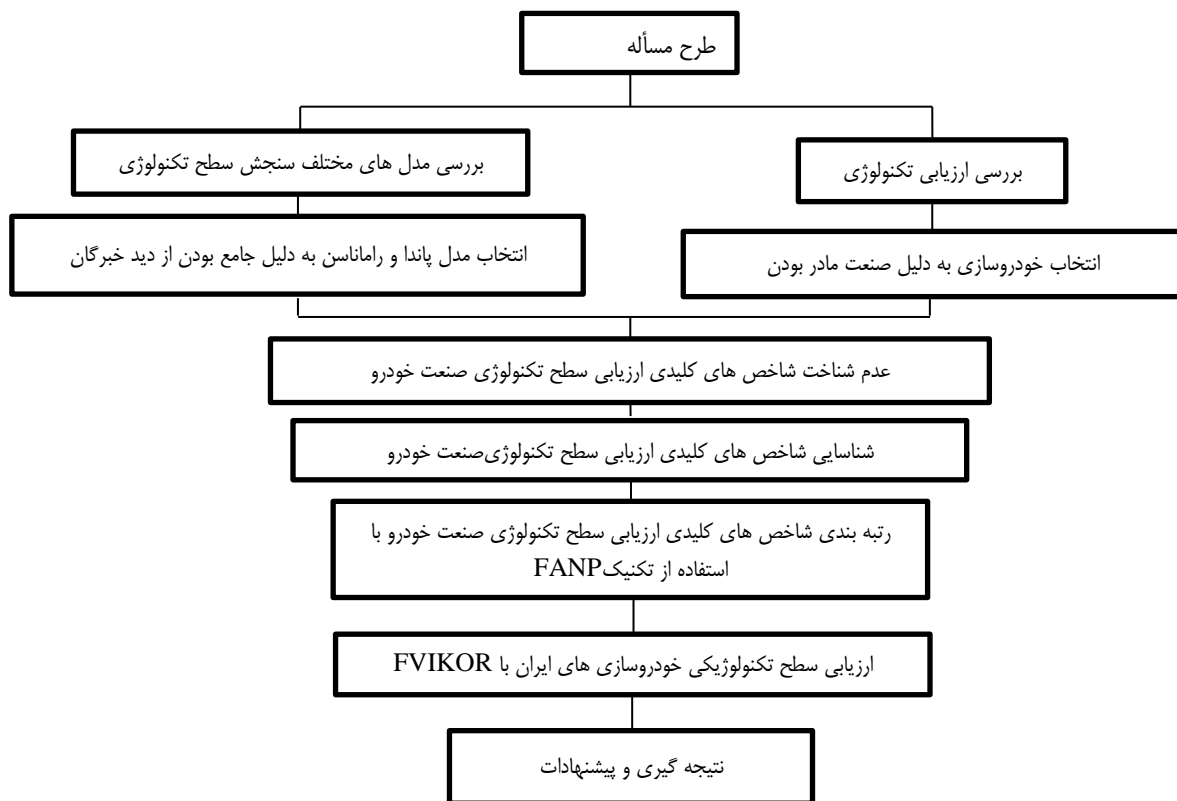 طرح مسأله
بررسی ارزیابی تکنولوژی
بررسی مدل های مختلف سنجش سطح تکنولوژی
انتخاب خودروسازی به دلیل صنعت مادر بودن
انتخاب مدل پاندا و راماناسن به دلیل جامع بودن از دید خبرگان
عدم شناخت شاخص های کلیدی ارزیابی سطح تکنولوژی صنعت خودرو
شناسایی شاخص های کلیدی ارزیابی سطح تکنولوژی‌صنعت خودرو
رتبه بندی شاخص های کلیدی ارزیابی سطح تکنولوژی صنعت خودرو با
استفاده از تکنیکFANP
ارزیابی سطح تکنولوژیکی خودروسازی های ایران با FVIKOR
نتیجه گیری و پیشنهادات